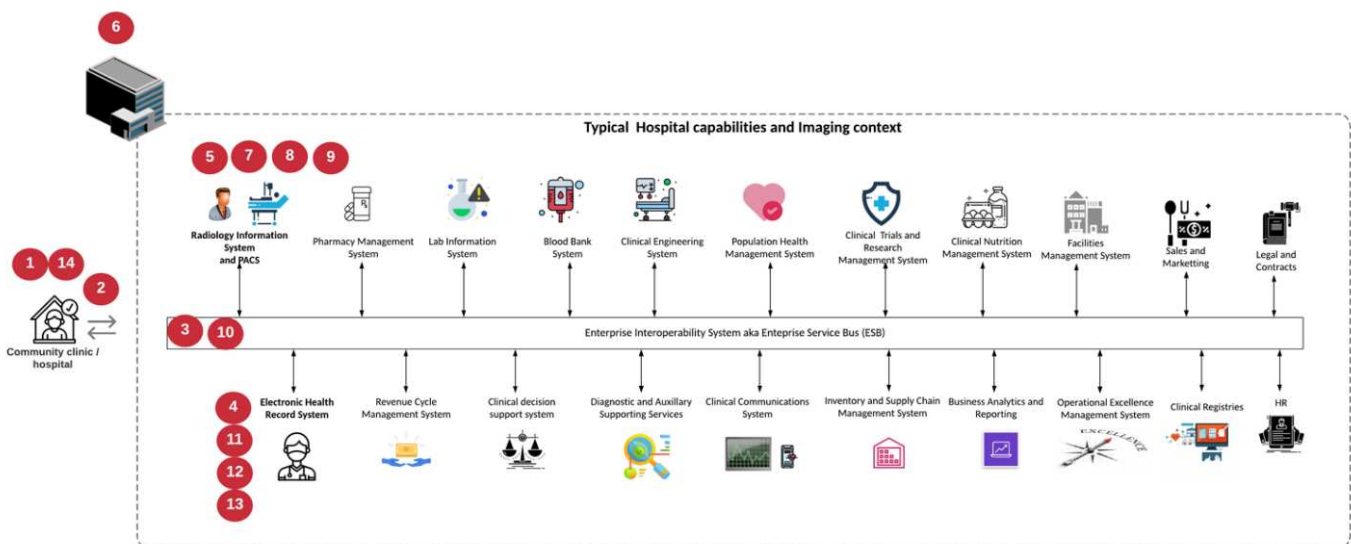 6
Typical Hospital capabilities and Imaging context
5 7 8 9
Radiology Information
System
and PACS
Pharmacy Management
System
Lab Information
System
Blood Bank
System
Clinical Engineering
System
Population Health
Management System
Clinical Trials and
Research
Management System
Clinical Nutrition
Management System
Facilities
Management System
Sales and
Marketting
Legal and
Contracts
1 14
2
Community clinic /
hospital
3 10
Enterprise Interoperability System aka Enteprise Service Bus (ESB)
4
11
12
13
Electronic Health
Record System
Revenue Cycle
Management System
Clinical decision
support system
Diagnostic and Auxillary
Supporting Services
Clinical Communications
System
Inventory and Supply Chain
Management System
Business Analytics and
Reporting
Operational Excellence
Management System
EXCELLENCE
Clinical Registries
HR